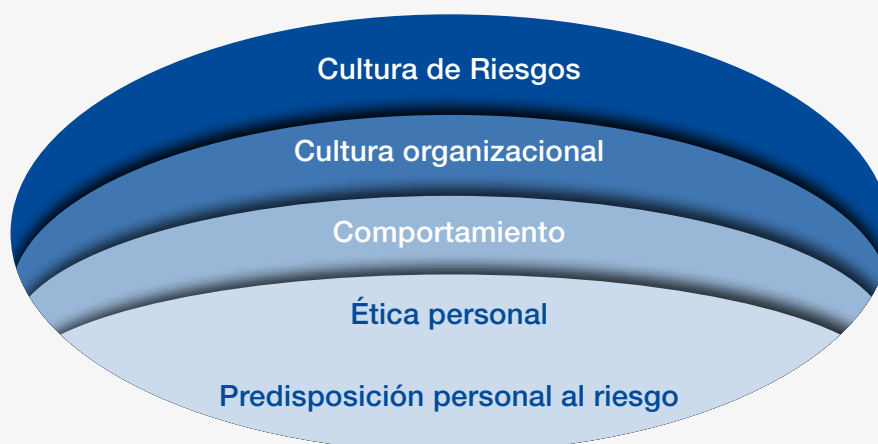 Cultura de Riesgos
Cultura organizacional
Comportamiento
Ética personal
Predisposición personal al riesgo